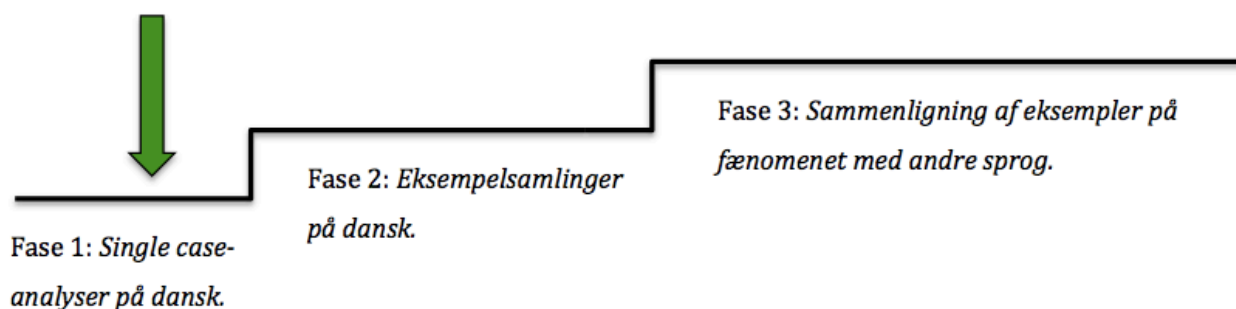 Fase 1: Single case-
analyser på dansk.
Fase 2: Eksempelsamlinger
på dansk.
Fase 3: Sammenligning af eksempler på
fænomenet med andre sprog.